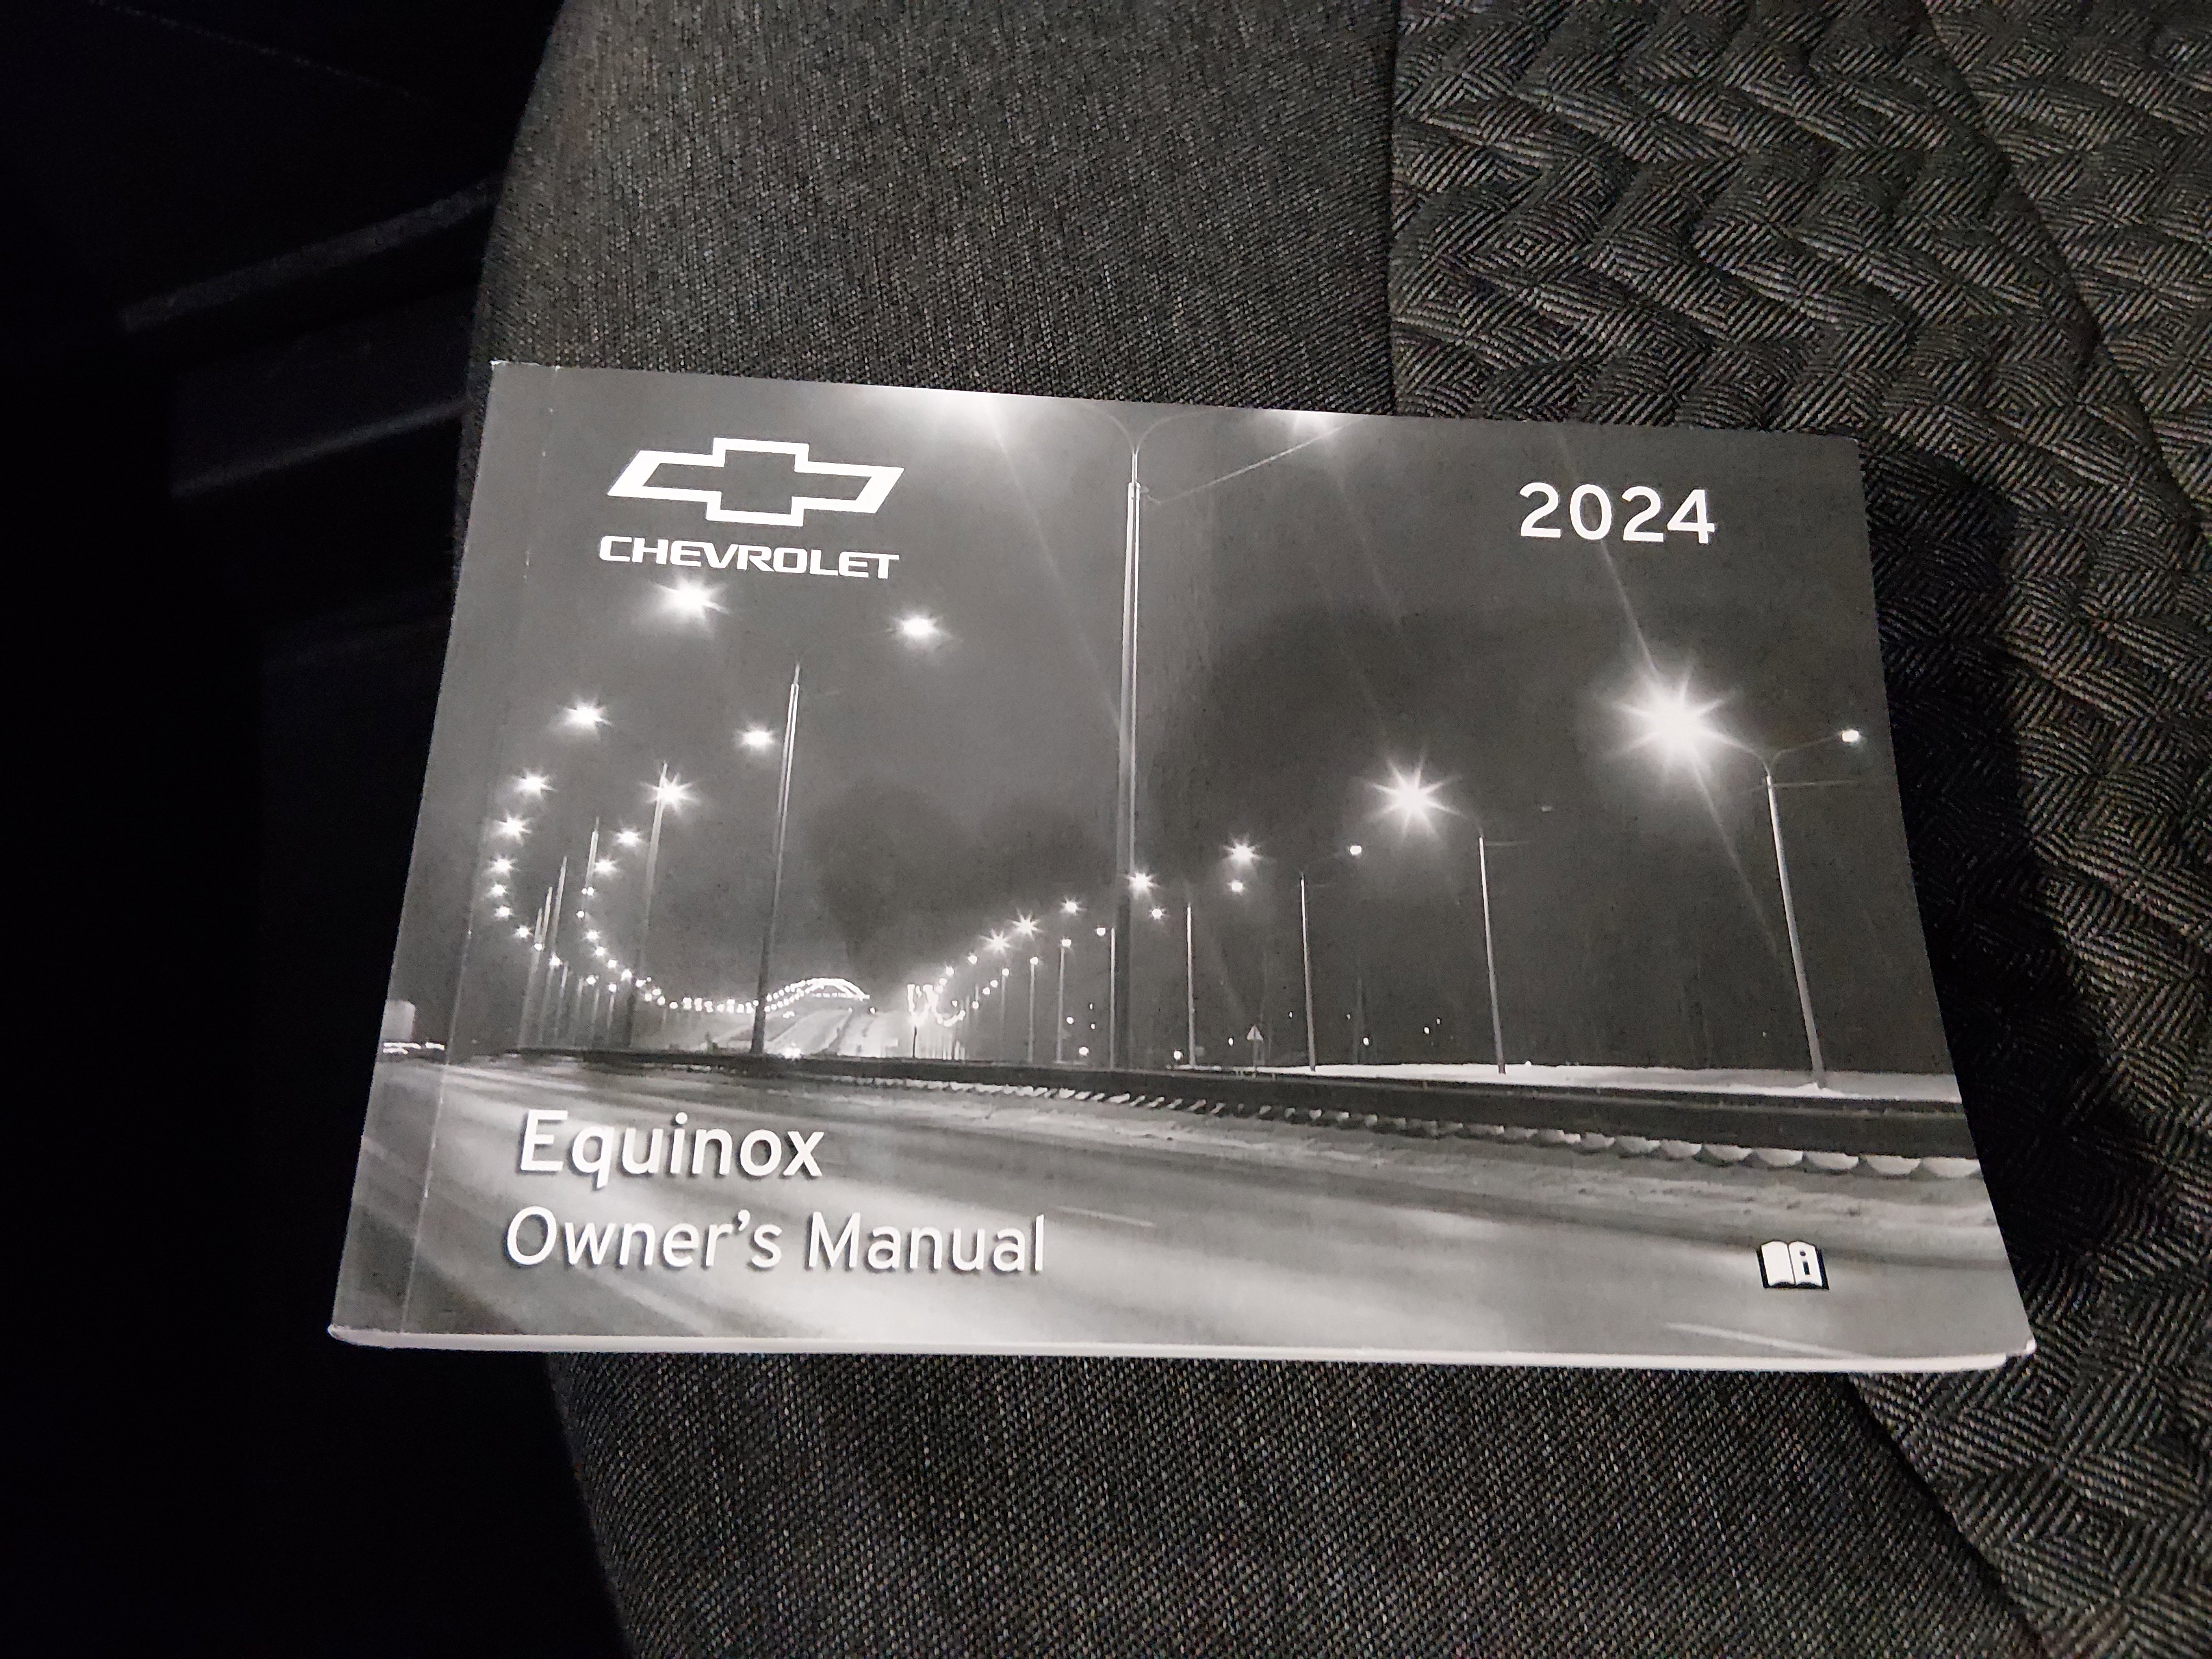 CHEVROLET
2024
Equinox
Owner's Manual